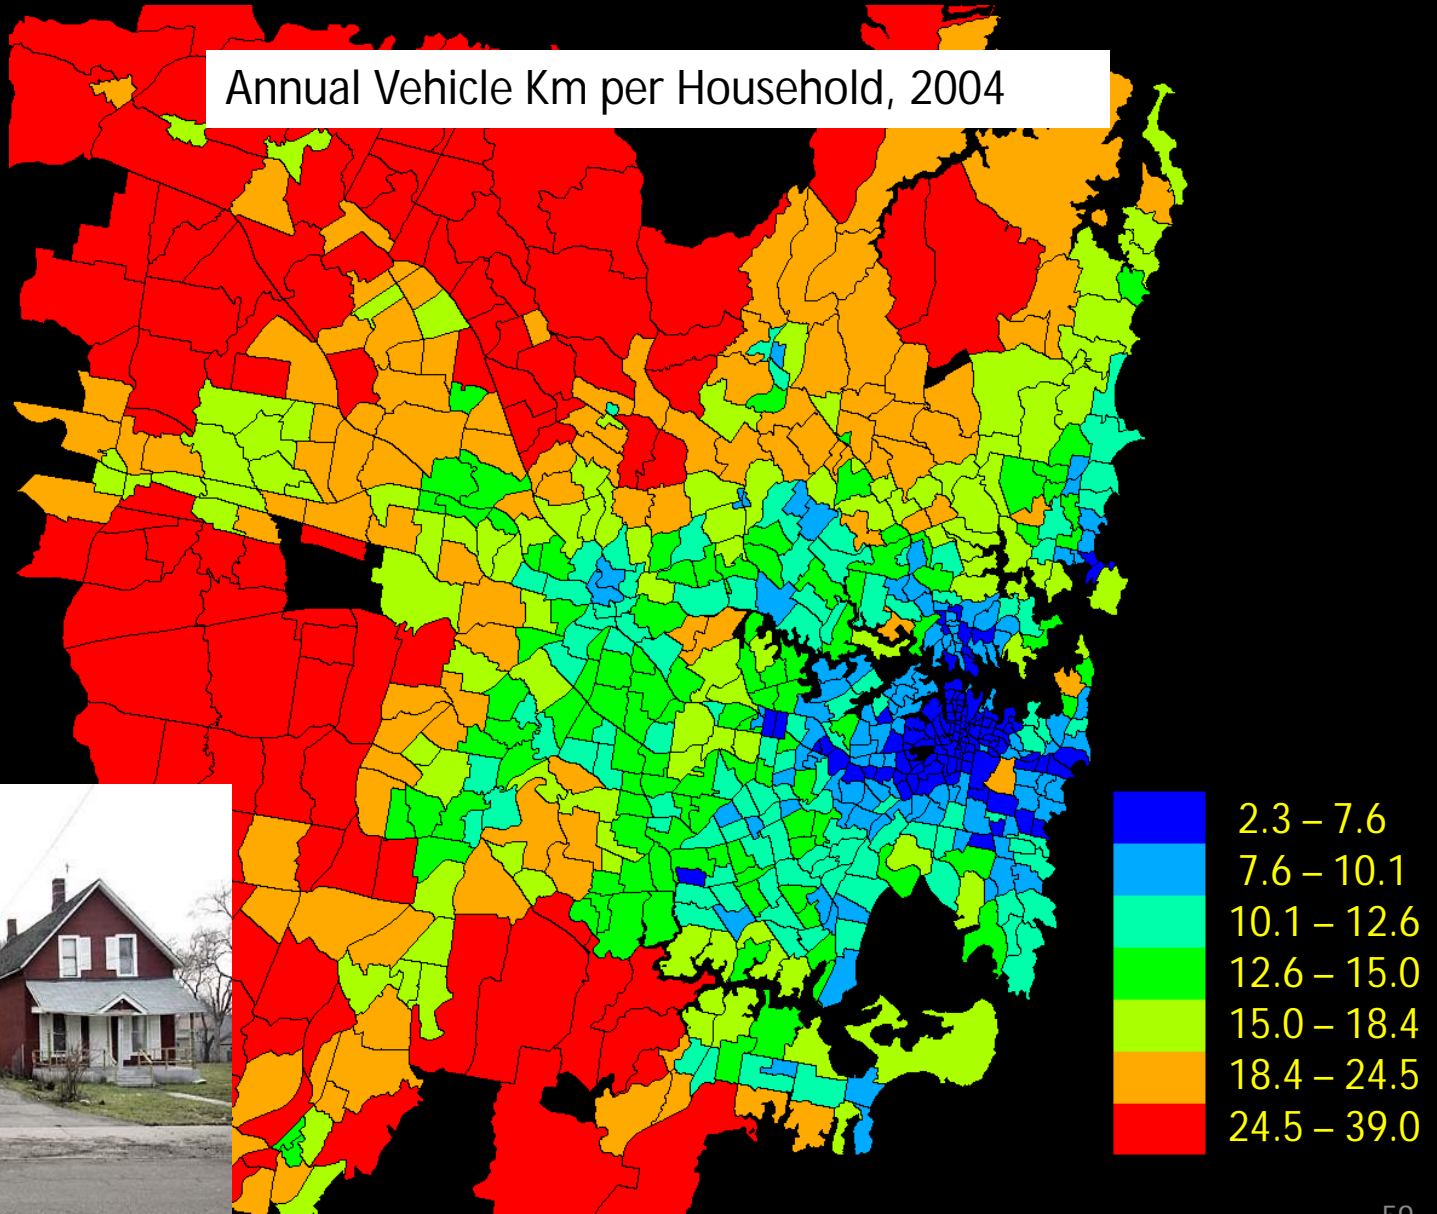 Annual Vehicle Km per Household, 2004
2.3 – 7.6
7.6 – 10.1
10.1 – 12.6
12.6 – 15.0
15.0 – 18.4
18.4 – 24.5
24.5 – 39.0